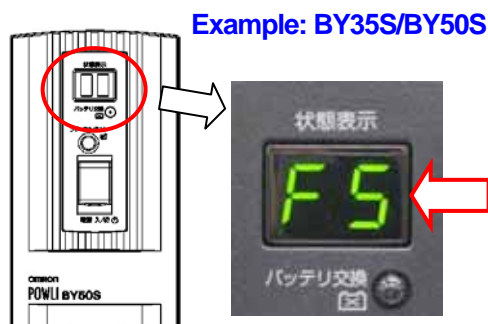 Example: BY35S/BY50S
状態表示
バッテリ交換
電源 入/切
OMRON
POWLI BY50S
状態表示
F5
バッテリ交換